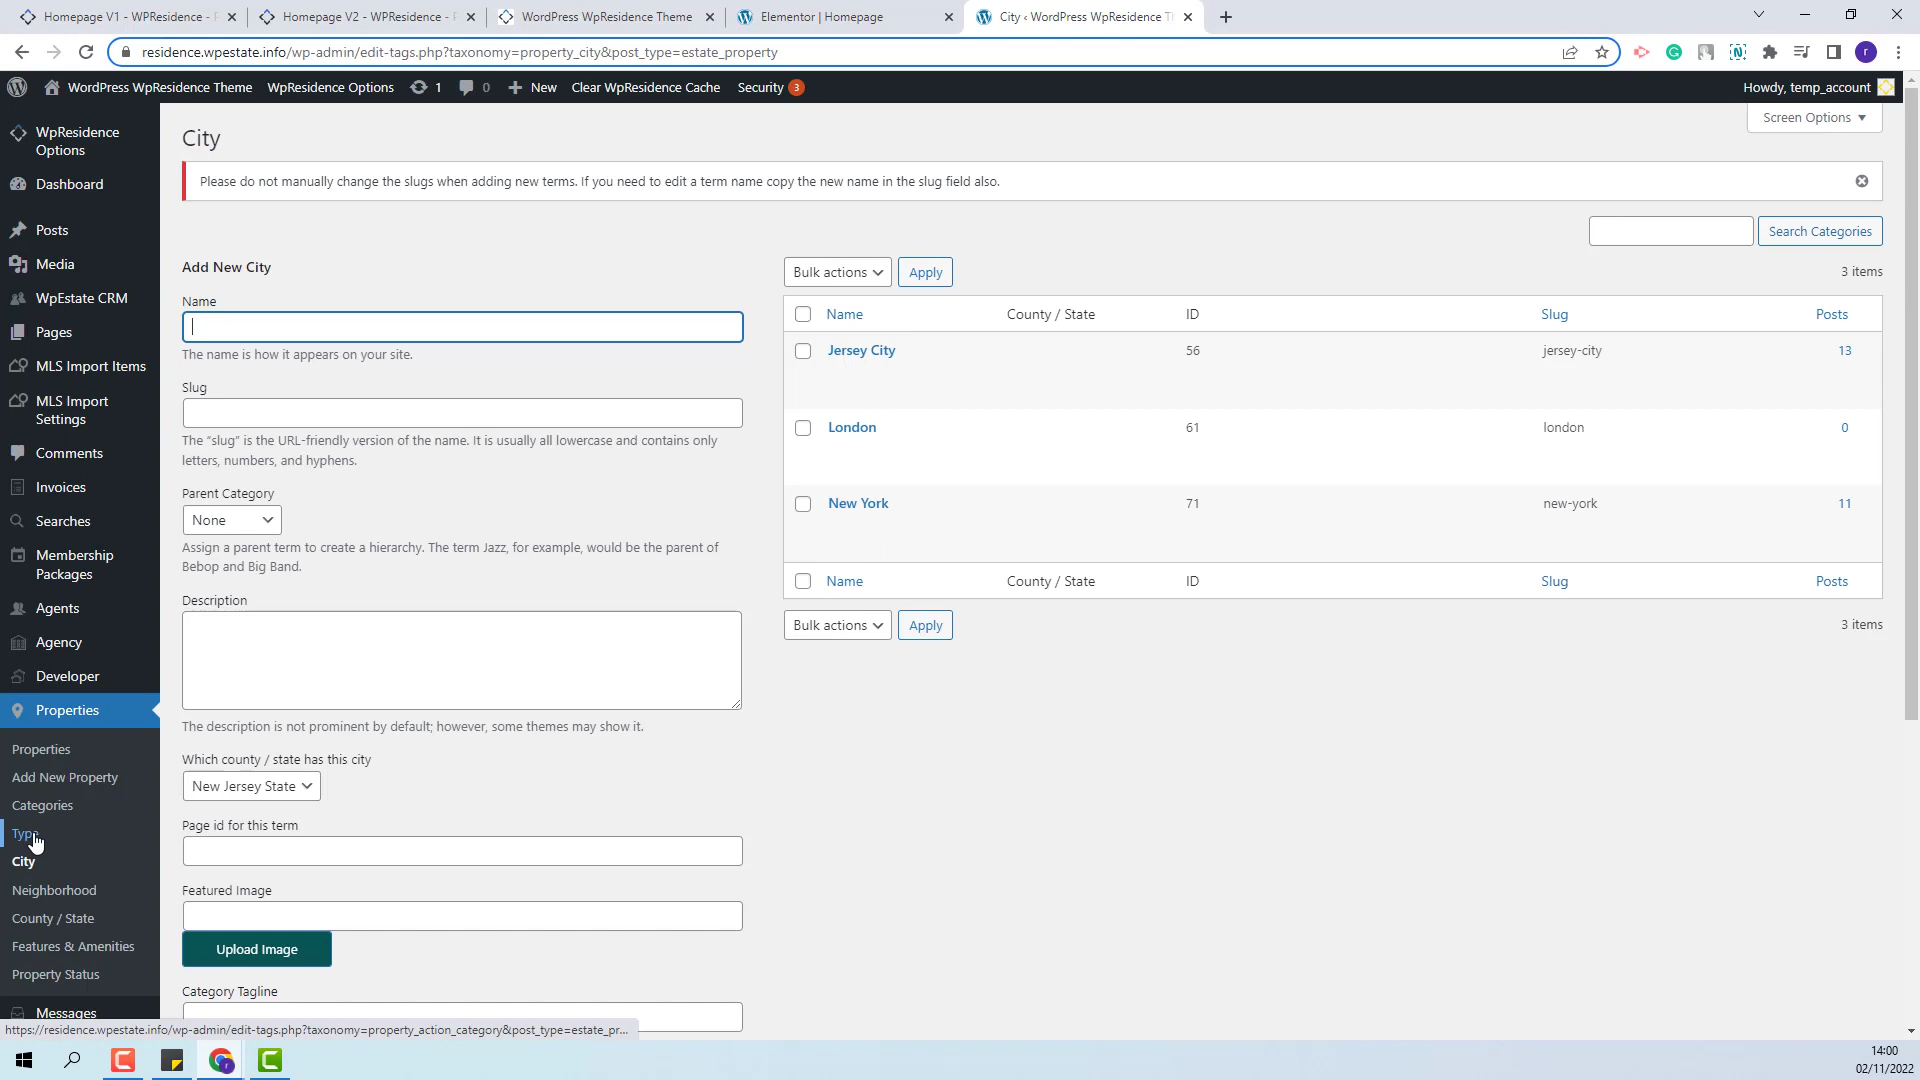 Homepage V1 - WPResidence -
Homepage V2 - WPResidence -
WordPress WpResidence Theme
Elementor | Homepage
City ‹ WordPress WpResidence
residence.wpestate.info/wp-admin/edit-tags.php?taxonomy=property_city&post_type=estate_property
r
WordPress WpResidence Theme
WpResidence Options
1
0
New
Clear WpResidence Cache
Security 3
Howdy, temp_account
WpResidence
Options
Dashboard
Posts
Media
WpEstate CRM
Pages
MLS Import Items
MLS Import
Settings
Comments
Invoices
Searches
Membership
Packages
Agents
Agency
Developer
Properties
Properties
Add New Property
Categories
Type
City
Neighborhood
County / State
Features & Amenities
Property Status
Messages
City
Screen Options
Please do not manually change the slugs when adding new terms. If you need to edit a term name copy the new name in the slug field also.
Search Categories
Add New City
Name
The name is how it appears on your site.
Slug
The “slug” is the URL-friendly version of the name. It is usually all lowercase and contains only
letters, numbers, and hyphens.
Parent Category
None
Assign a parent term to create a hierarchy. The term Jazz, for example, would be the parent of
Bebop and Big Band.
Description
The description is not prominent by default; however, some themes may show it.
Which county / state has this city
New Jersey State
Page id for this term
Featured Image
Upload Image
Category Tagline
Bulk actions
Apply
3 items
Name County / State ID Slug Posts
Jersey City 56 jersey-city 13
London 61 london 0
New York 71 new-york 11
Name County / State ID Slug Posts
Bulk actions
Apply
3 items
https://residence.wpestate.info/wp-admin/edit-tags.php?taxonomy=property_action_category&post_type=estate_pr...
14:00
02/11/2022